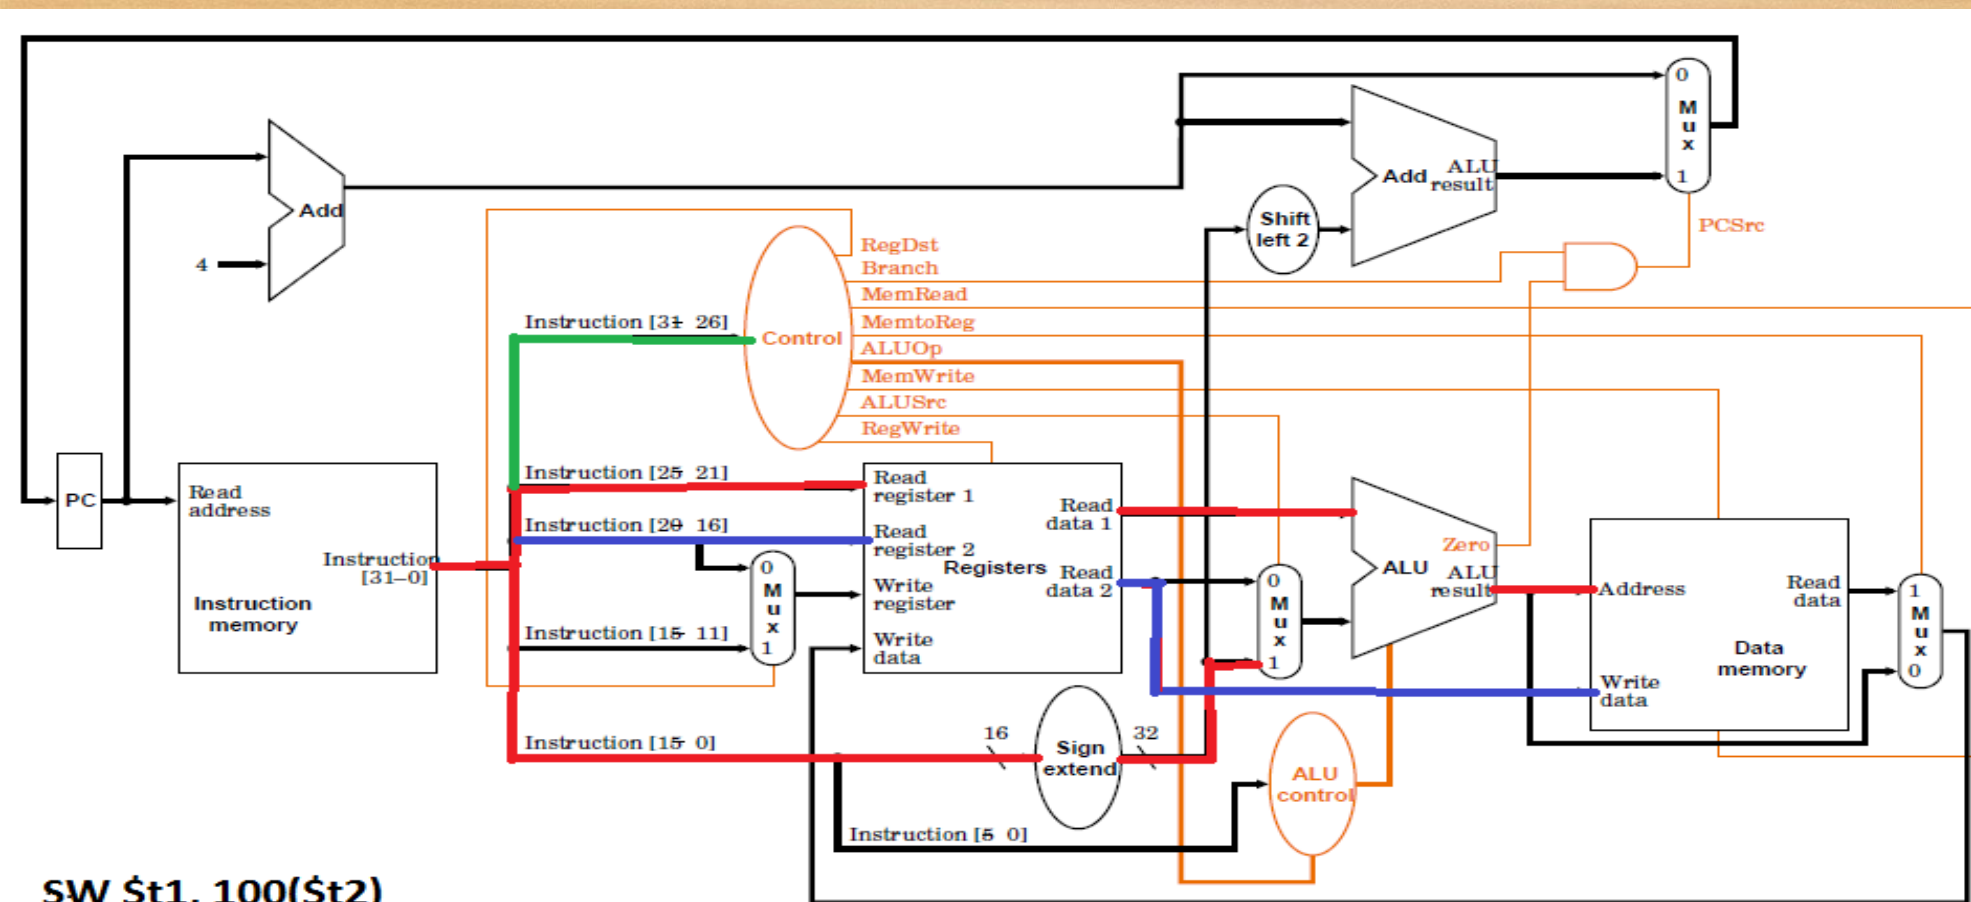 0
M
u
x
1
Add
ALU
result
Add
4
Shift
left 2
PCSrc
RegDst
Branch
MemRead
MemtoReg
ALUOp
MemWrite
ALUSrc
RegWrite
Control
Instruction [31 26]
Instruction [25 21]
Instruction [20 16]
Instruction [15 11]
Instruction [15 0]
Instruction [5 0]
PC
Read
address
Instruction
[31–0]
Instruction
memory
0
M
u
x
1
Read
register 1
Read
register 2
Write
register
Write
data
Registers
Read
data 1
Read
data 2
16
Sign
extend
32
0
M
u
x
1
Zero
ALU
ALU
result
ALU
control
Address
Write
data
Read
data
Data
memory
1
M
u
x
0
SW $t1, 100($t2)